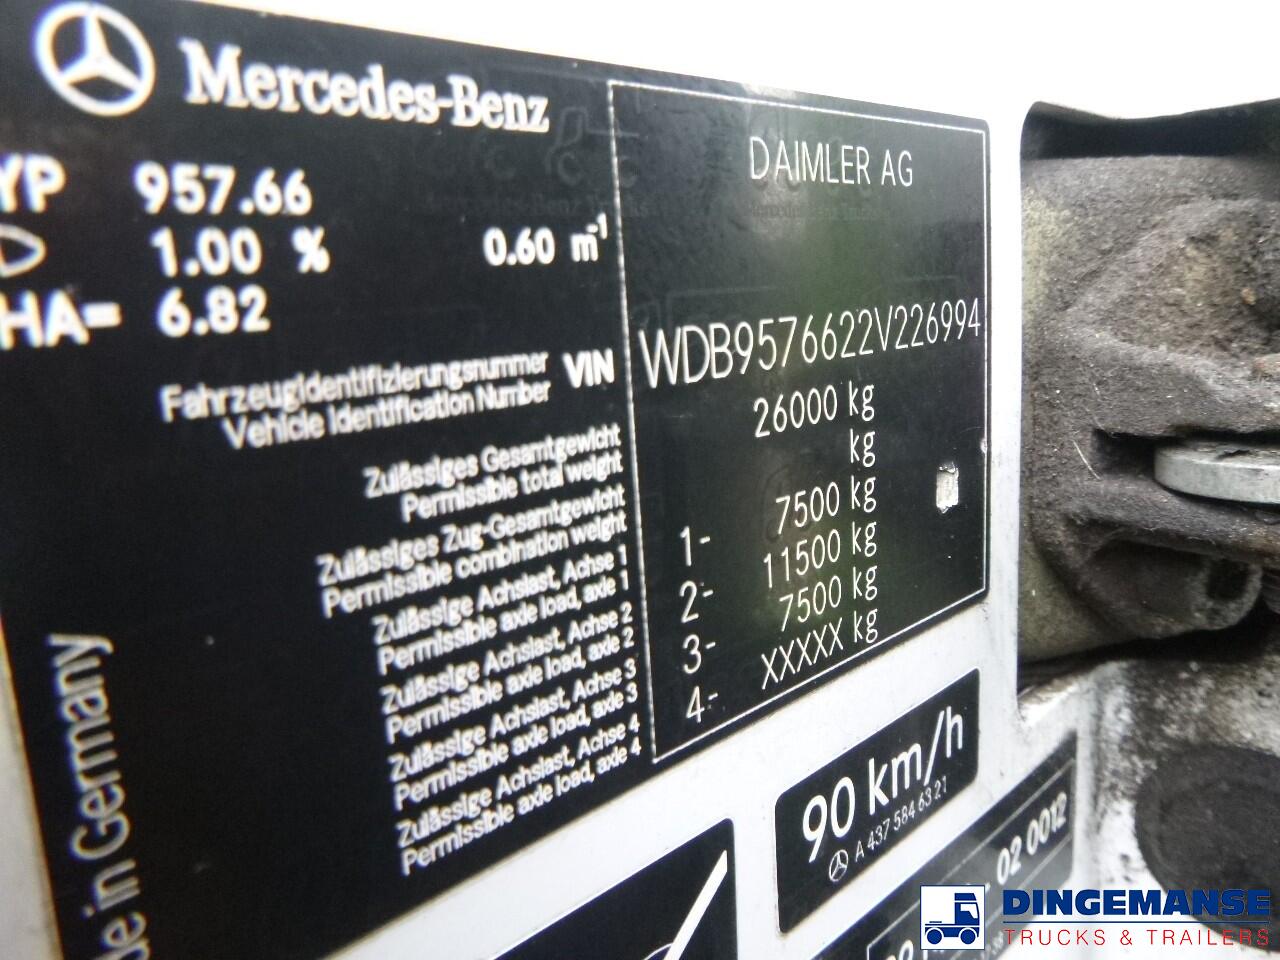 Mercedes-Benz
TYP 957.66
1.00 % 0.60 m⁻¹
HA= 6.82
DAIMLER AG
Fahrzeugidentifizierungsnummer
Vehicle Identification Number
VIN WDB9576622V226994
Zulässiges Gesamtgewicht
Permissible total weight
26000 kg
Zulässiges Zug-Gesamtgewicht
Permissible combination weight
kg
Zulässige Achslast, Achse 1
Permissible axle load, axle 1
1- 7500 kg
Zulässige Achslast, Achse 2
Permissible axle load, axle 2
2- 11500 kg
Zulässige Achslast, Achse 3
Permissible axle load, axle 3
3- 7500 kg
Zulässige Achslast, Achse 4
Permissible axle load, axle 4
4- XXXXX kg
in Germany
90 km/h
A 437 584 63 21
02 0012
DINGEMANSE
TRUCKS & TRAILERS